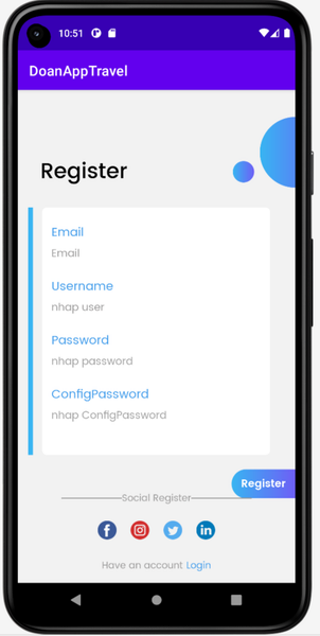 10:51
DoanAppTravel
Register
Email
Email
Username
nhap user
Password
nhap password
ConfigPassword
nhap ConfigPassword
Register
Social Register
Have an account Login